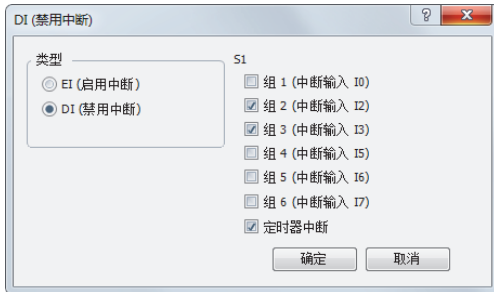 DI (禁用中断)
类型
EI (启用中断)
DI (禁用中断)
S1
组 1 (中断输入 I0)
组 2 (中断输入 I2)
组 3 (中断输入 I3)
组 4 (中断输入 I5)
组 5 (中断输入 I6)
组 6 (中断输入 I7)
定时器中断
确定
取消